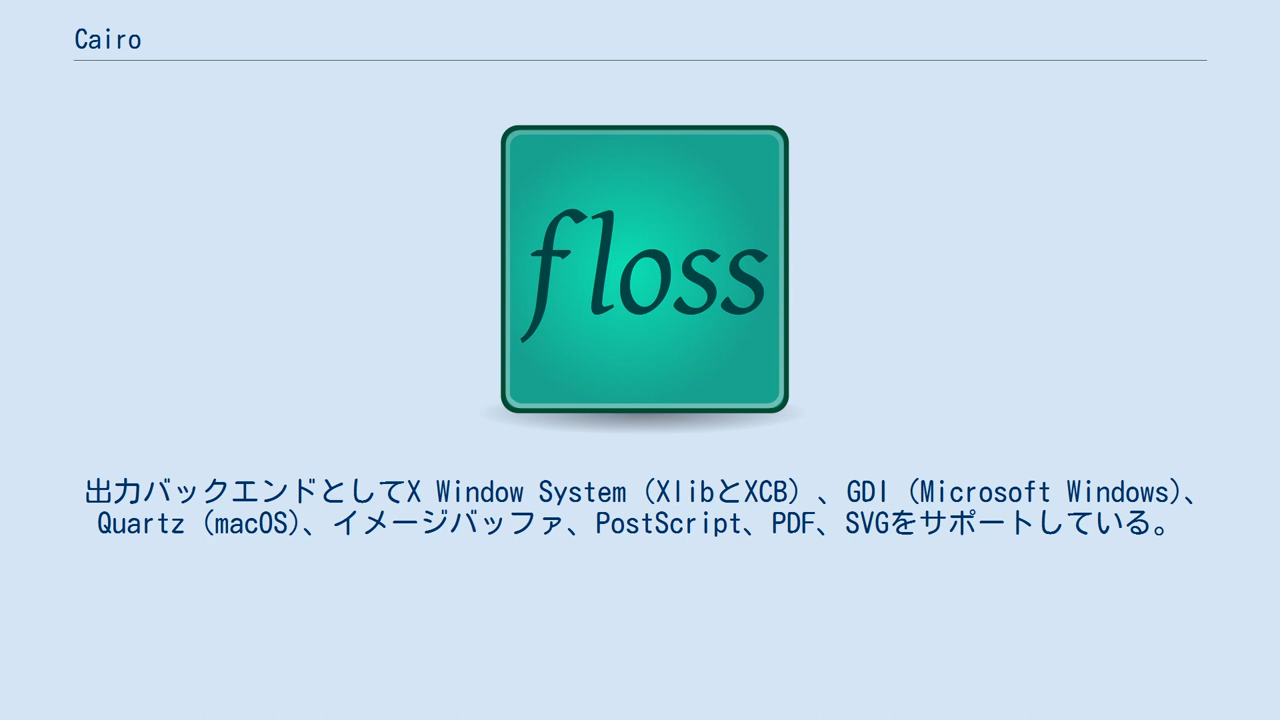 Cairo
floss
出力バックエンドとしてX Window System (XlibとXCB) 、GDI (Microsoft Windows)、
Quartz (macOS)、イメージバッファ、PostScript、PDF、SVGをサポートしている。